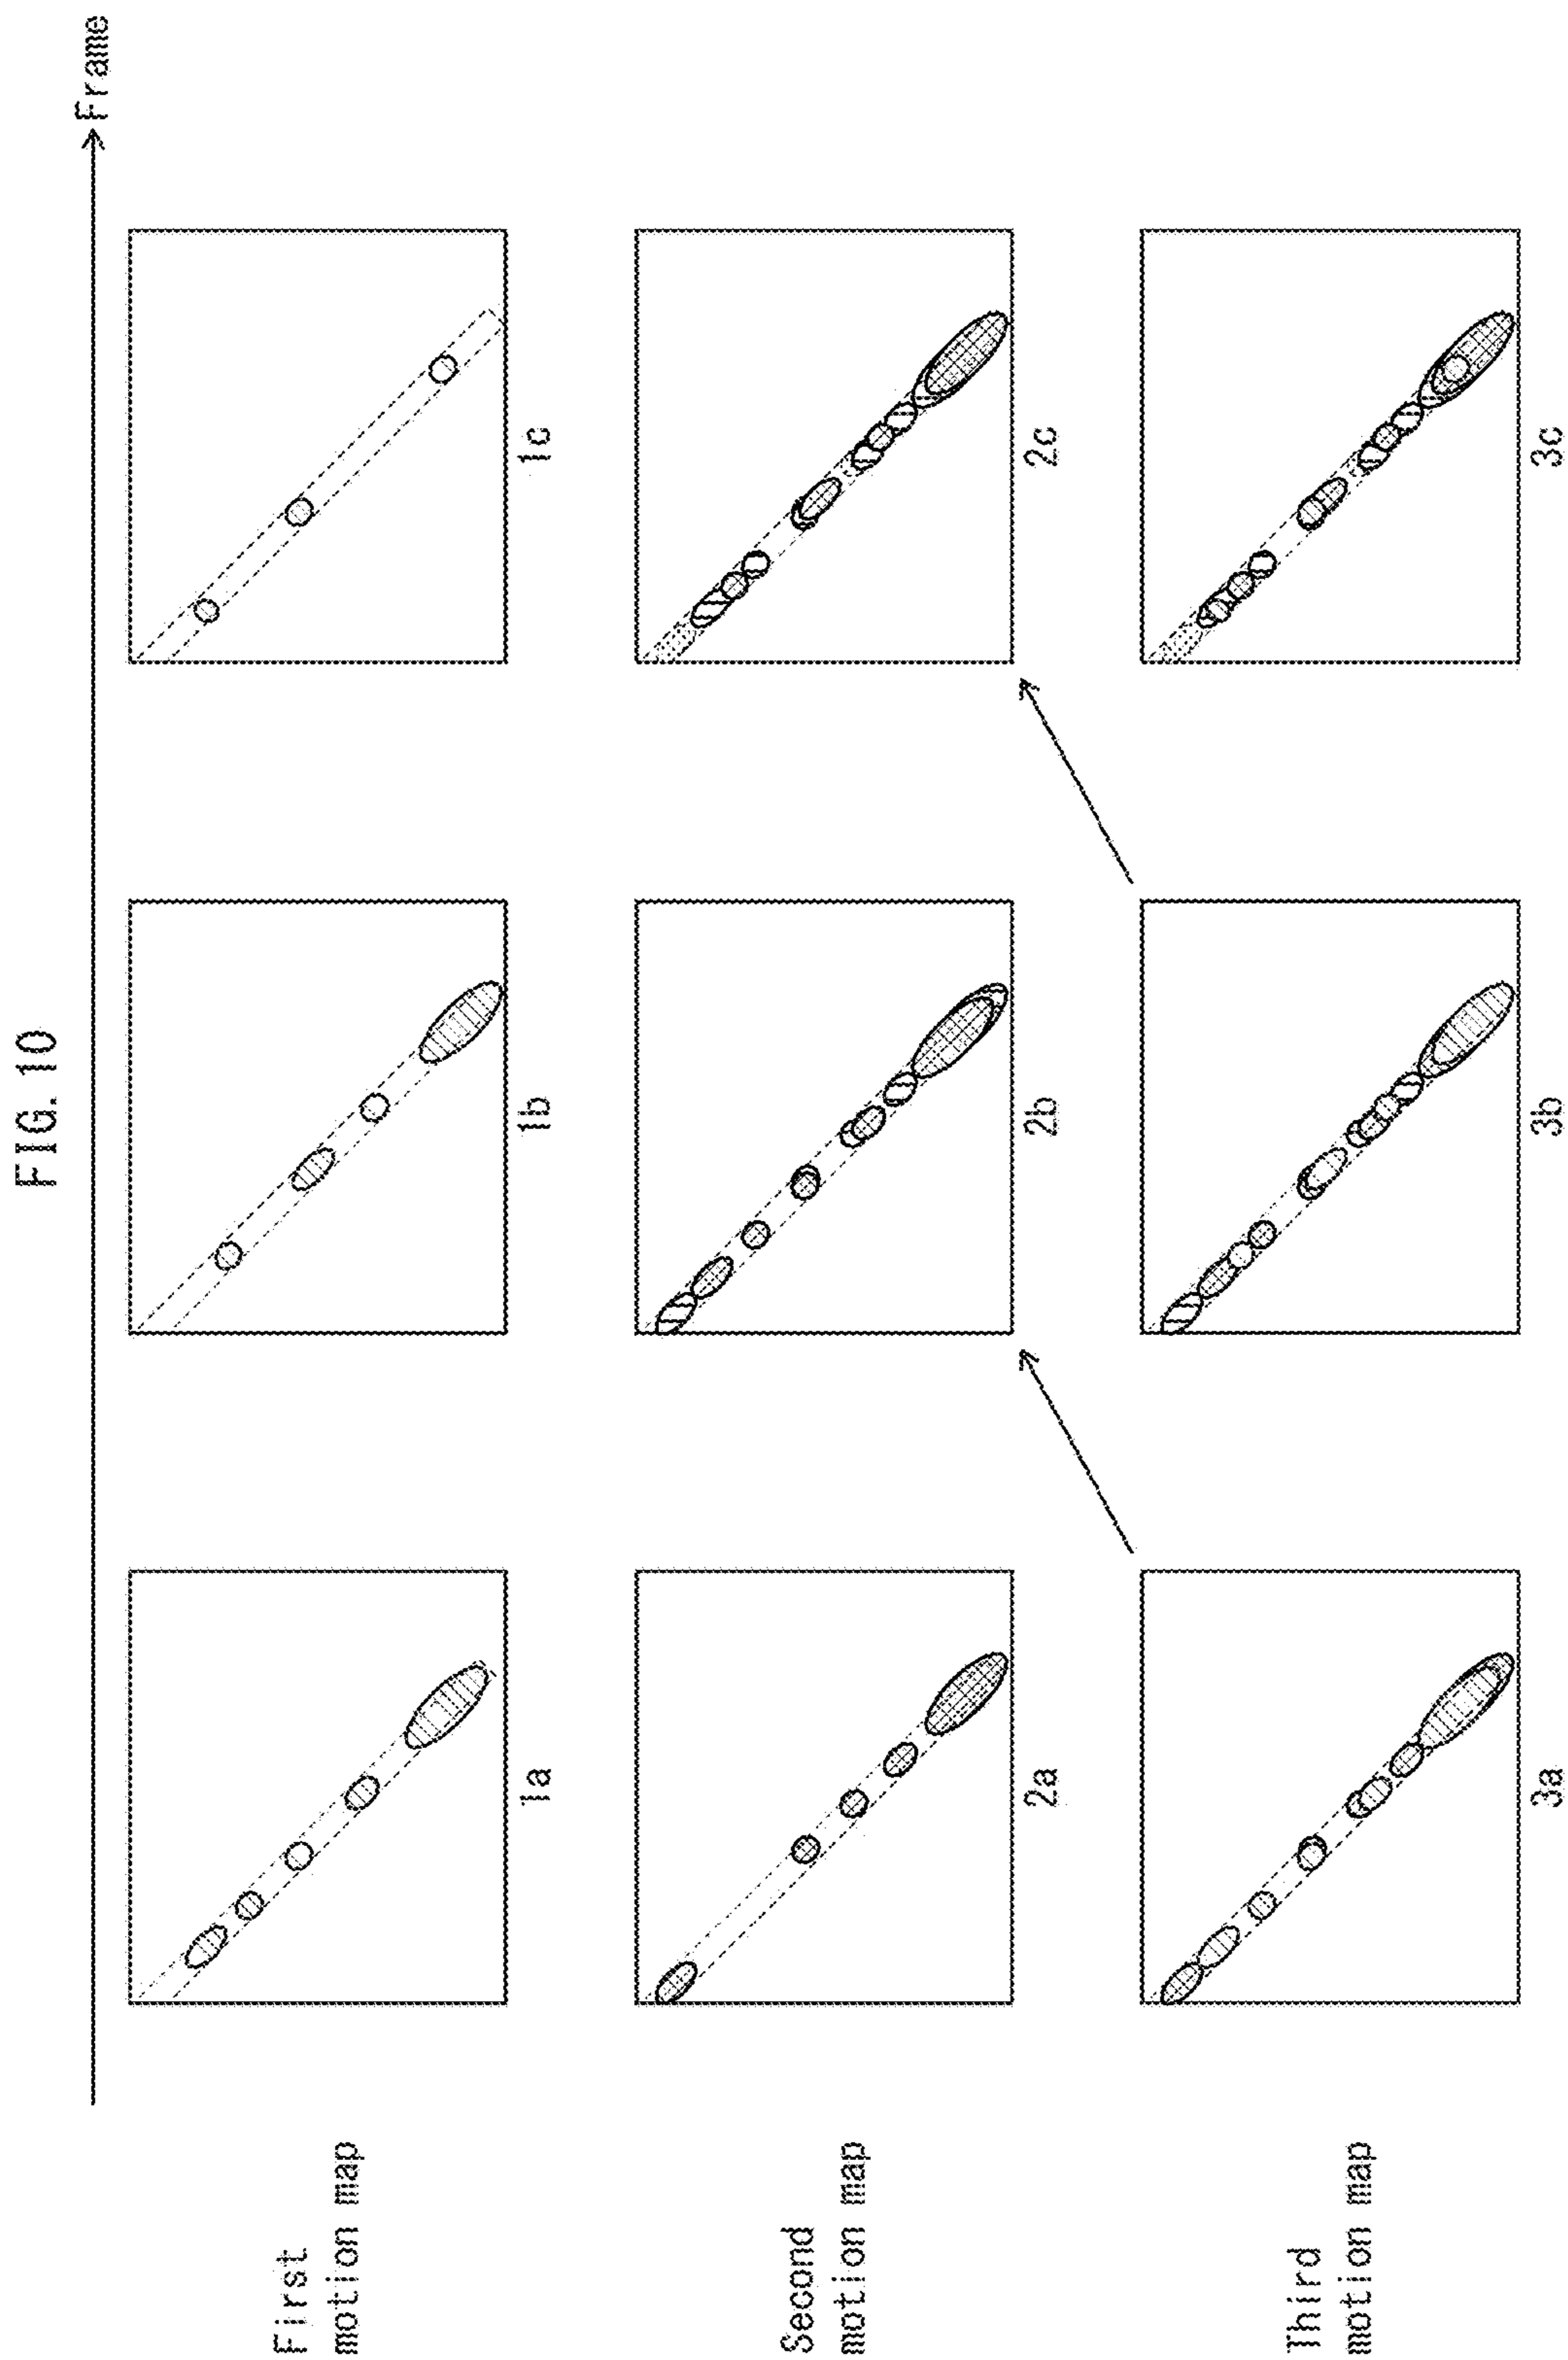 FIG. 10
Frame
First
motion map
1a
1b
1c
Second
motion map
2a
2b
2c
Third
motion map
3a
3b
3c